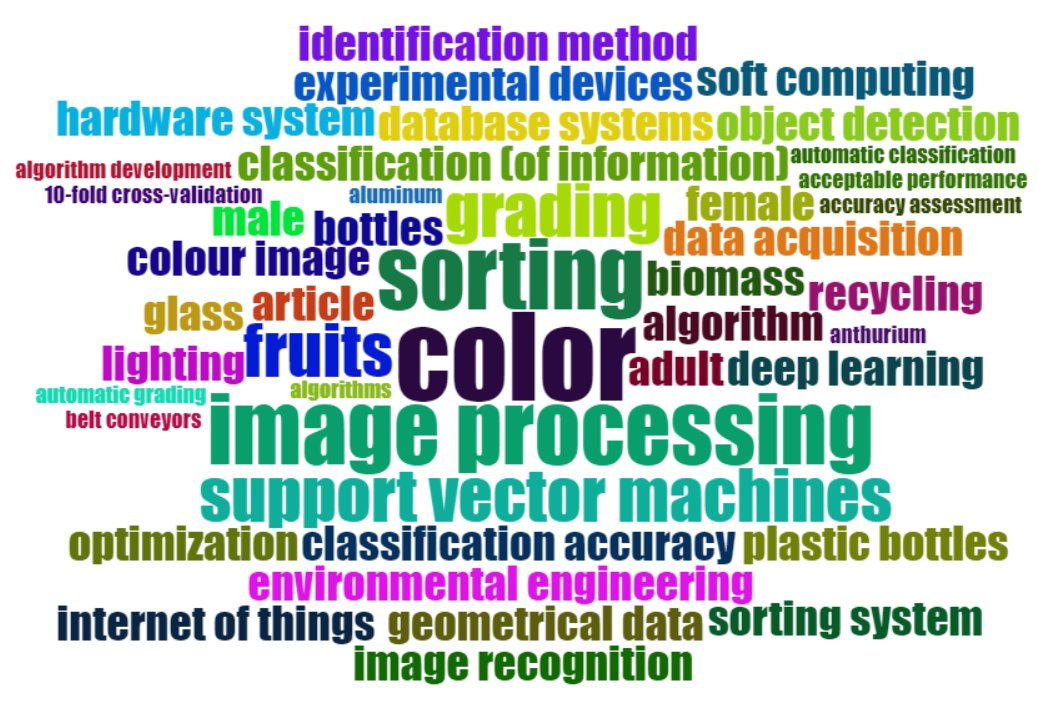 identification method
experimental devices soft computing
hardware system database systems object detection
algorithm development classification (of information) automatic classification
10-fold cross-validation aluminum acceptable performance
male bottles grading female accuracy assessment
colour image sorting data acquisition
glass article biomass recycling
lighting fruits color algorithm anthurium
automatic grading algorithms adult deep learning
belt conveyors image processing
support vector machines
optimization classification accuracy plastic bottles
environmental engineering
internet of things geometrical data sorting system
image recognition